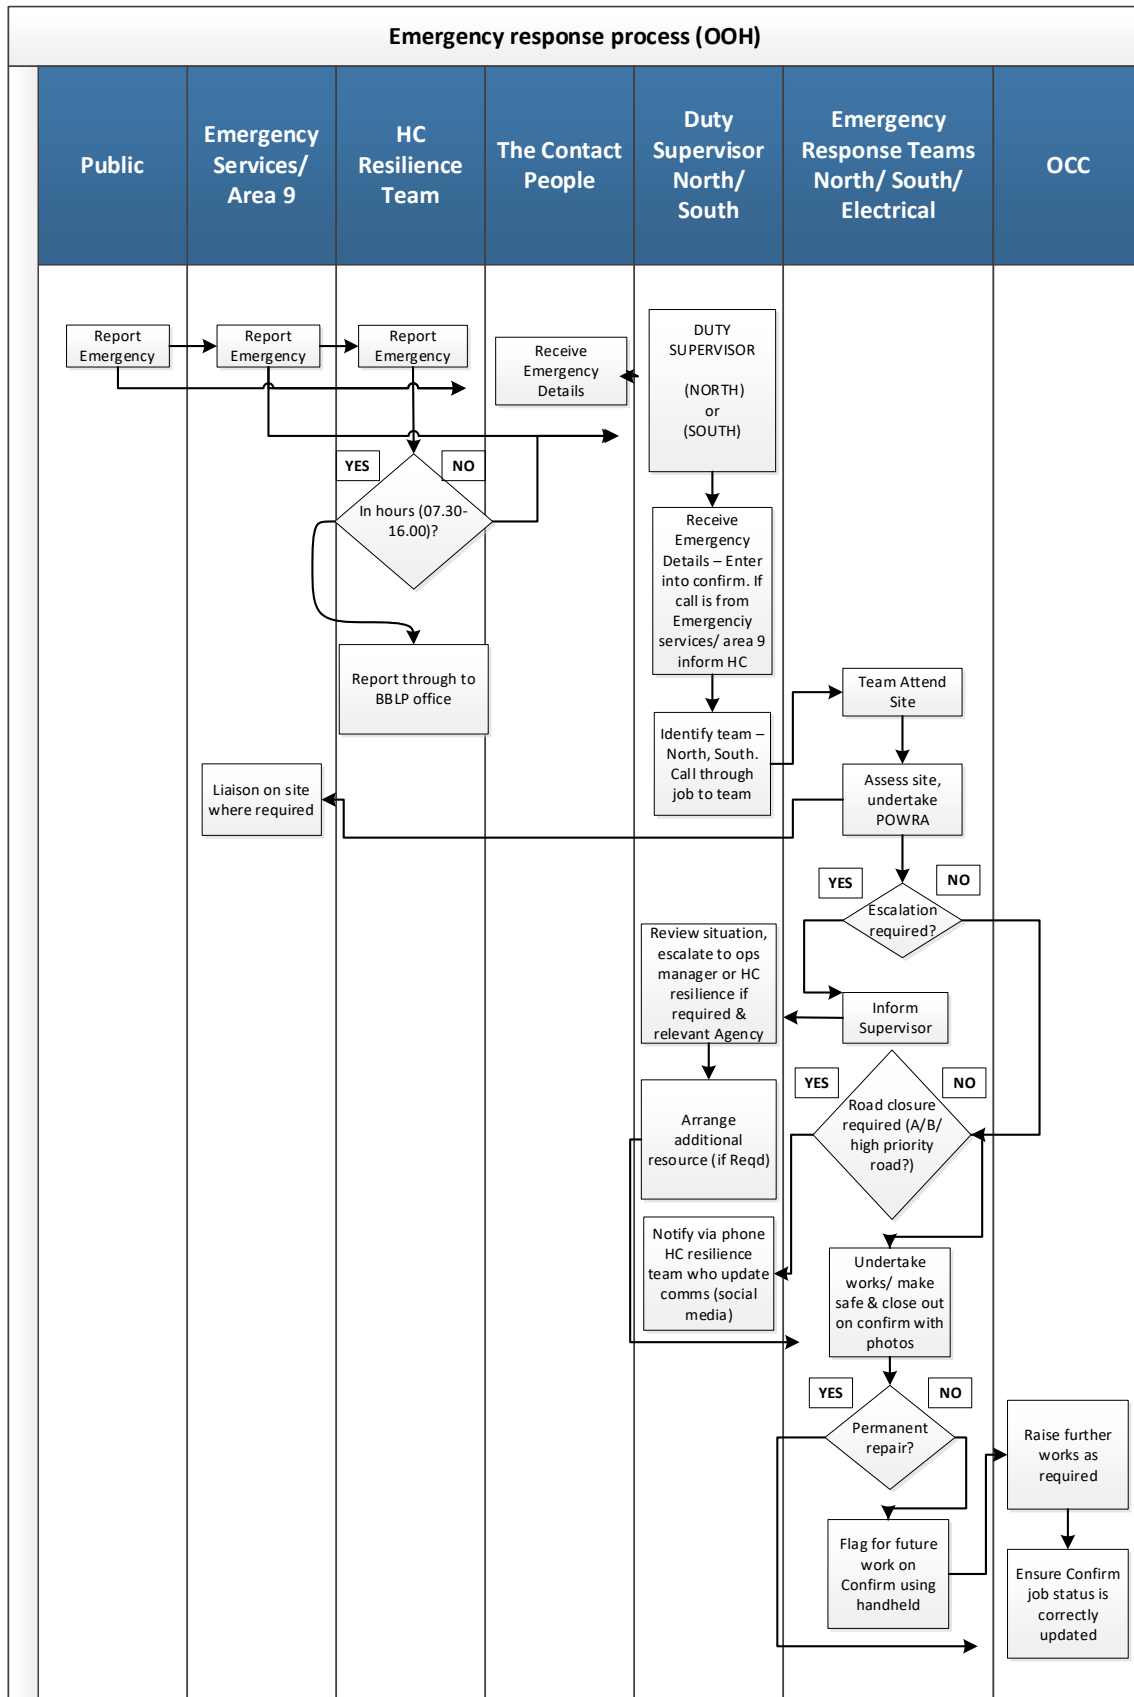 Emergency response process (OOH)
Public
Emergency
Services/
Area 9
HC
Resilience
Team
The Contact
People
Duty
Supervisor
North/
South
Emergency
Response Teams
North/ South/
Electrical
OCC
Report
Emergency
Report
Emergency
Report
Emergency
Receive
Emergency
Details
DUTY
SUPERVISOR
(NORTH)
or
(SOUTH)
YES
NO
In hours (07.30-
16.00)?
Receive
Emergency
Details – Enter
into confirm. If
call is from
Emergenciy
services/ area 9
inform HC
Report through to
BBLP office
Team Attend
Site
Identify team –
North, South.
Call through
job to team
Liaison on site
where required
Assess site,
undertake
POWRA
YES
NO
Escalation
required?
Review situation,
escalate to ops
manager or HC
resilience if
required &
relevant Agency
Inform
Supervisor
YES
NO
Road closure
required (A/B/
high priority
road?)
Arrange
additional
resource (if Reqd)
Notify via phone
HC resilience
team who update
comms (social
media)
Undertake
works/ make
safe & close out
on confirm with
photos
YES
NO
Permanent
repair?
Raise further
works as
required
Flag for future
work on
Confirm using
handheld
Ensure Confirm
job status is
correctly
updated